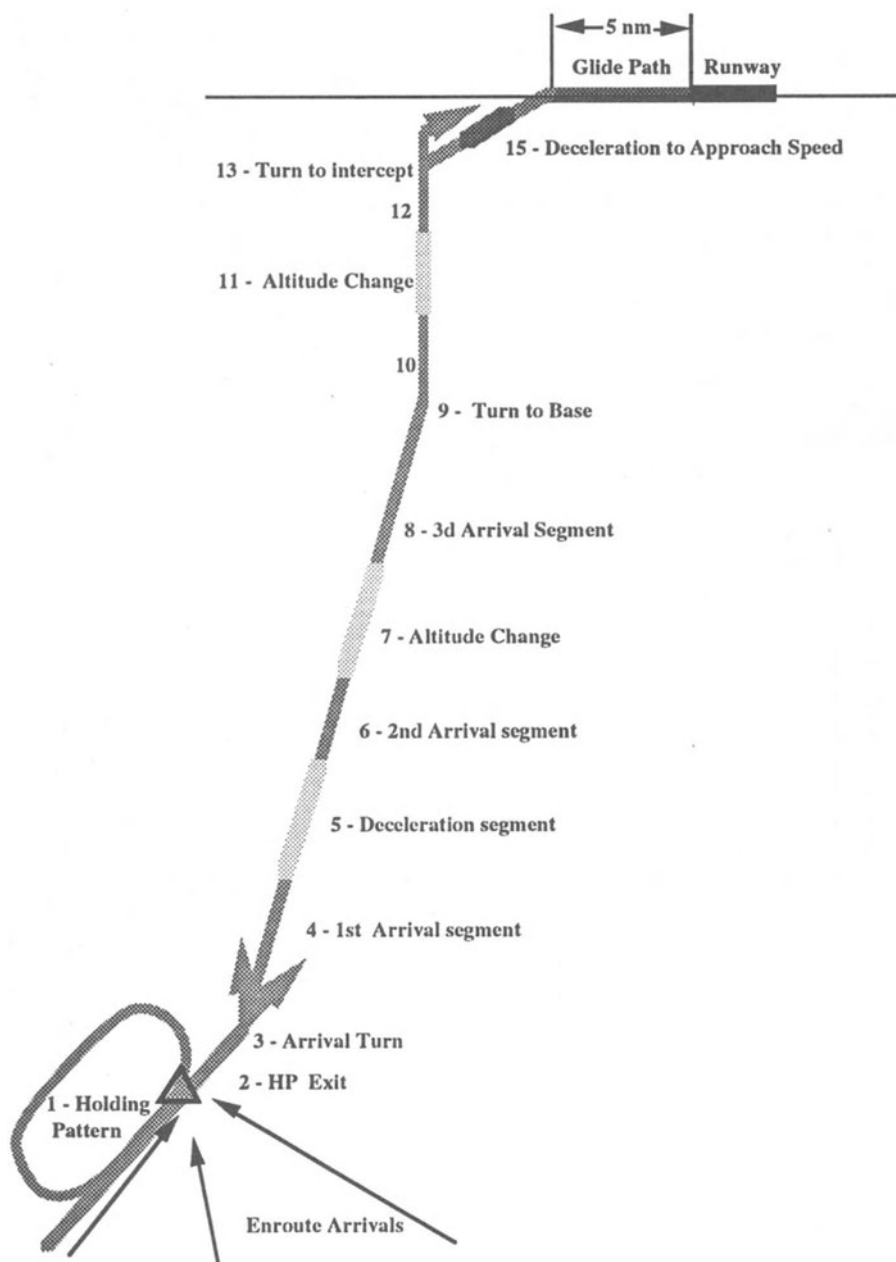 5 nm
Glide Path
Runway
15 - Deceleration to Approach Speed
13 - Turn to intercept
12
11 - Altitude Change
10
9 - Turn to Base
8 - 3d Arrival Segment
7 - Altitude Change
6 - 2nd Arrival segment
5 - Deceleration segment
4 - 1st Arrival segment
3 - Arrival Turn
2 - HP Exit
1 - Holding
Pattern
Enroute Arrivals